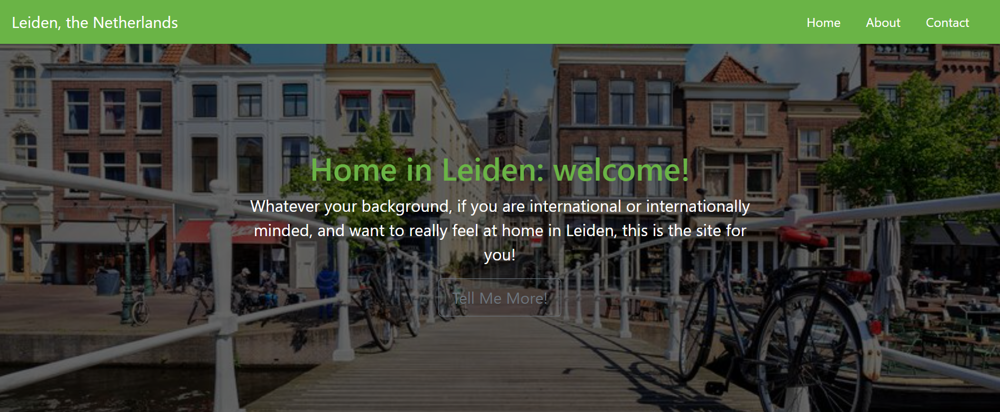 Leiden, the Netherlands
Home About Contact
Home in Leiden: welcome!
Whatever your background, if you are international or internationally
minded, and want to really feel at home in Leiden, this is the site for
you!
Tell Me More!